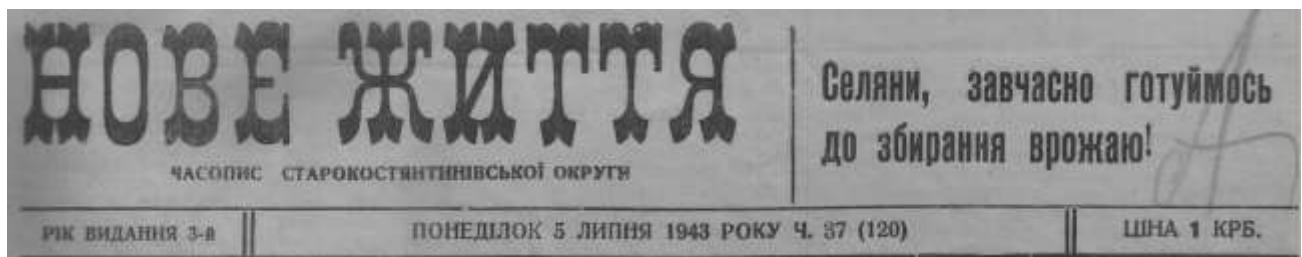 НОВЕ ЖИТТЯ
ЧАСОПИС СТАРОКОСТЯНТИНІВСЬКОЇ ОКРУГИ
Селяни, завчасно готуймось
до збирання врожаю!
РІК ВИДАННЯ 3-й
ПОНЕДІЛОК 5 ЛИПНЯ 1943 РОКУ Ч. 37 (120)
ЦІНА 1 КРБ.